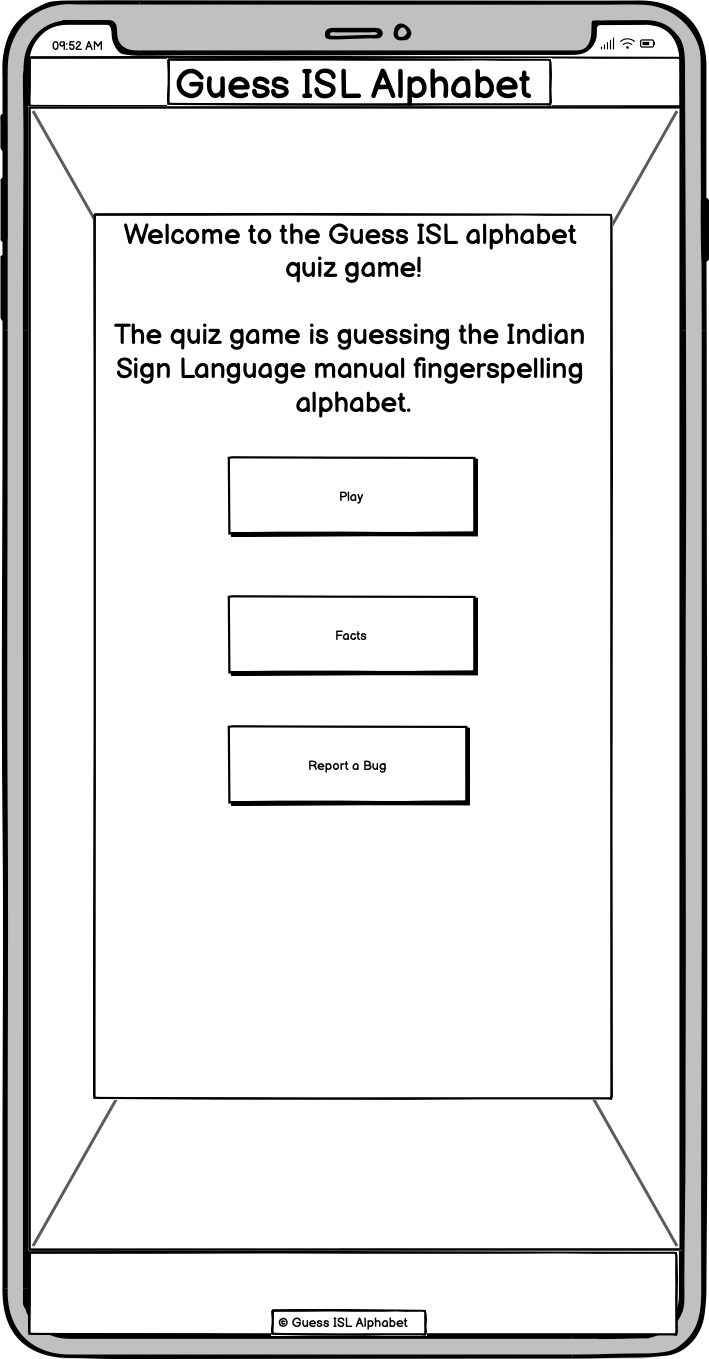 09:52 AM
Guess ISL Alphabet
Welcome to the Guess ISL alphabet
quiz game!
The quiz game is guessing the Indian
Sign Language manual fingerspelling
alphabet.
Play
Facts
Report a Bug
© Guess ISL Alphabet